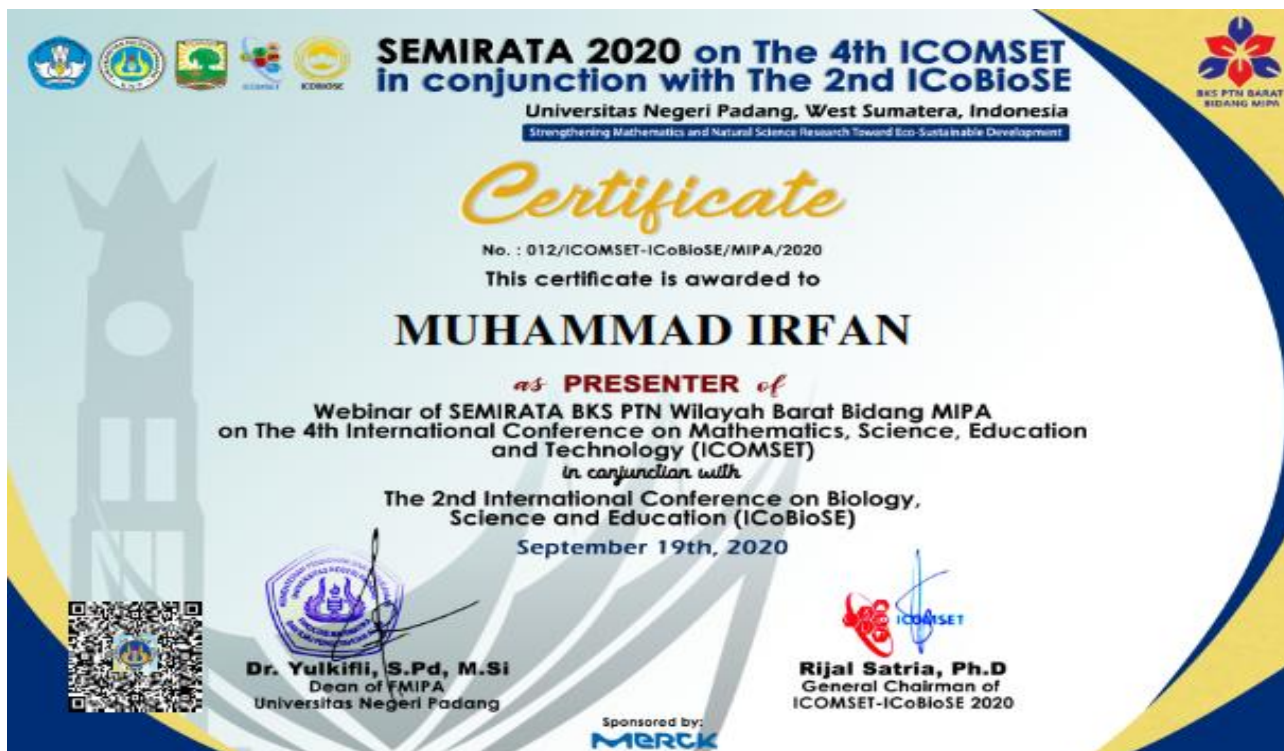 SEMIRATA 2020 on The 4th ICOMSET
in conjunction with The 2nd ICoBioSE
Universitas Negeri Padang, West Sumatera, Indonesia
Strengthening Mathematics and Natural Science Research Toward Eco-Sustainable Development
ICOMSET
ICOBIOSE
BKS PTN BARAT
BIDANG MIPA
Certificate
No. : 012/ICOMSET-ICoBioSE/MIPA/2020
This certificate is awarded to
MUHAMMAD IRFAN
as PRESENTER of
Webinar of SEMIRATA BKS PTN Wilayah Barat Bidang MIPA
on The 4th International Conference on Mathematics, Science, Education
and Technology (ICOMSET)
in conjunction with
The 2nd International Conference on Biology,
Science and Education (ICoBioSE)
September 19th, 2020
ICOMSET
Dr. Yulkifli, S.Pd, M.Si
Dean of FMIPA
Universitas Negeri Padang
Rijal Satria, Ph.D
General Chairman of
ICOMSET-ICoBioSE 2020
Sponsored by:
MERCK